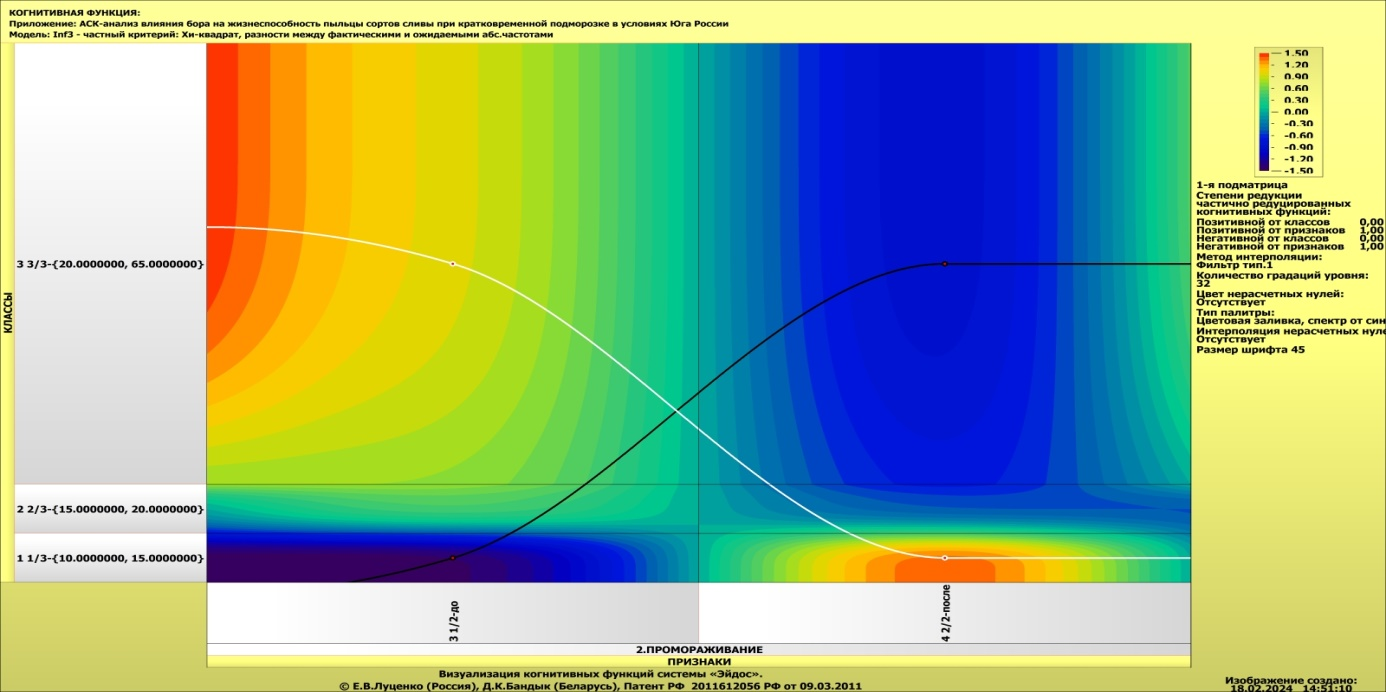 КОГНИТИВНАЯ ФУНКЦИЯ:
Приложение: АСК-анализ влияния бора на жизнеспособность пыльцы сортов сливы при кратковременной подморозке в условиях Юга России
Модель: Inf3 - частный критерий: Хи-квадрат, разности между фактическими и ожидаемыми абс.частотами
КЛАССЫ
3 3/3-{20.0000000, 65.0000000}
2 2/3-{15.0000000, 20.0000000}
1 1/3-{10.0000000, 15.0000000}
1.50
1.20
0.90
0.60
0.30
0.00
-0.30
-0.60
-0.90
-1.20
-1.50
1-я подматрица
Степени редукции
частично редуцированных
когнитивных функций:
Позитивной от классов 0,00
Позитивной от признаков 1,00
Негативной от классов 0,00
Негативной от признаков 1,00
Метод интерполяции:
Фильтр тип.1
Количество градаций уровня:
32
Цвет нерасчетных нулей:
Отсутствует
Тип палитры:
Цветовая заливка, спектр от син
Интерполяция нерасчетных нуле
Отсутствует
Размер шрифта 45
3 1/2-до
4 2/2-после
2.ПРОМОРАЖИВАНИЕ
ПРИЗНАКИ
Визуализация когнитивных функций системы «Эйдос».
© Е.В.Луценко (Россия), Д.К.Бандык (Беларусь), Патент РФ 2011612056 РФ от 09.03.2011
Изображение создано:
18.02.2024 14:51:10